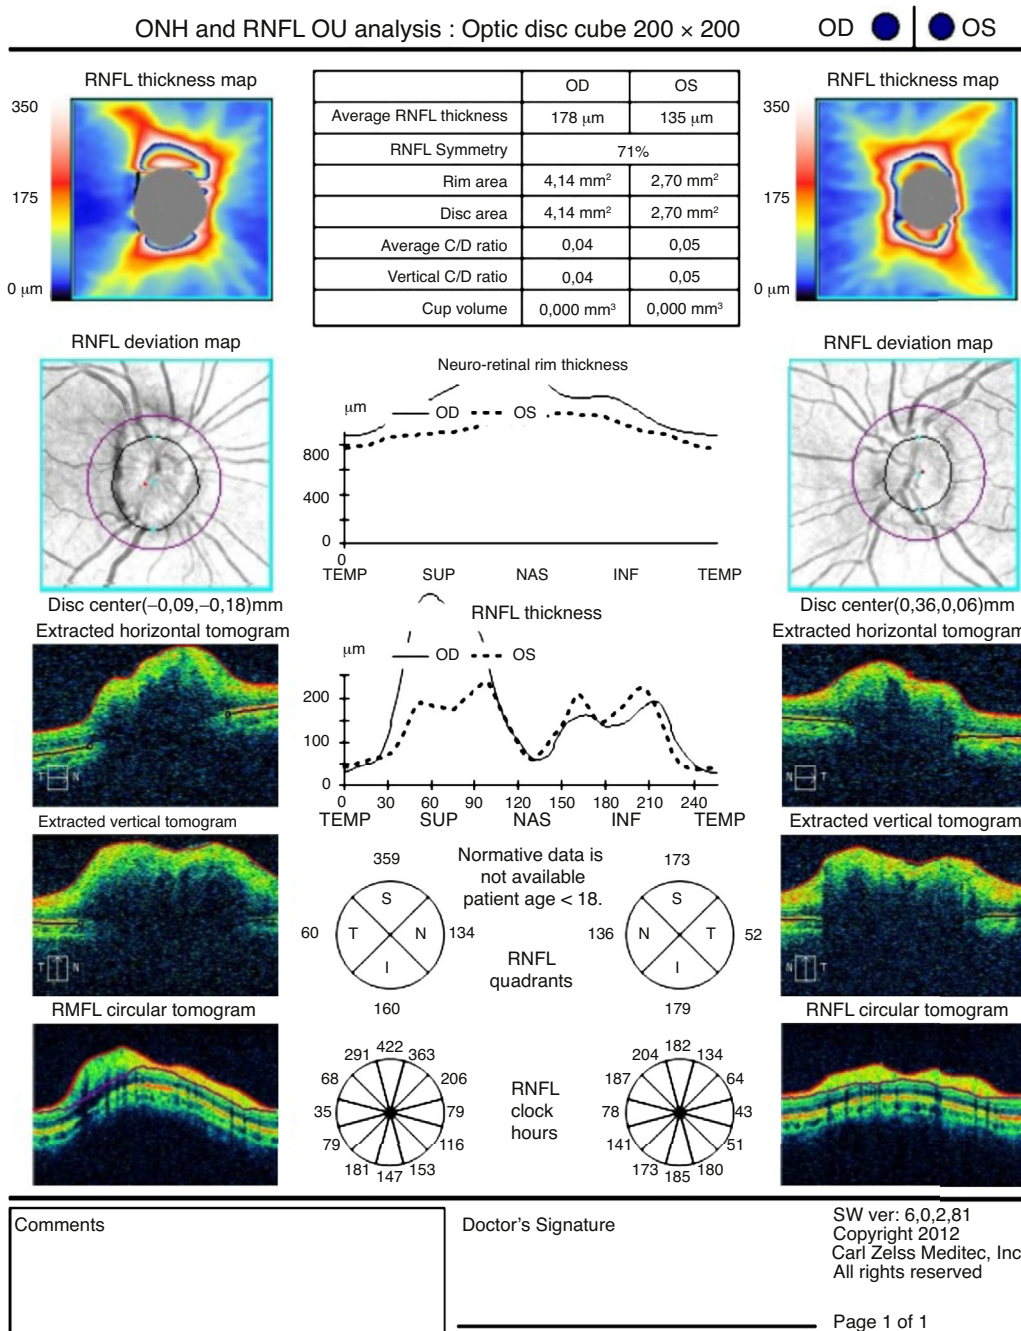 ONH and RNFL OU analysis : Optic disc cube 200 × 200 OD OS
RNFL thickness map
350
175
0 μm
OD OS
Average RNFL thickness 178 μm 135 μm
RNFL Symmetry 71%
Rim area 4,14 mm² 2,70 mm²
Disc area 4,14 mm² 2,70 mm²
Average C/D ratio 0,04 0,05
Vertical C/D ratio 0,04 0,05
Cup volume 0,000 mm³ 0,000 mm³
RNFL thickness map
350
175
0 μm
RNFL deviation map
Disc center(−0,09,−0,18)mm
Neuro-retinal rim thickness
μm OD OS
800
400
0
0
TEMP SUP NAS INF TEMP
RNFL deviation map
Disc center(0,36,0,06)mm
Extracted horizontal tomogram
T N
RNFL thickness
μm OD OS
200
100
0
0 30 60 90 120 150 180 210 240
TEMP SUP NAS INF TEMP
Extracted horizontal tomogram
N T
Extracted vertical tomogram
T N
359
S
60 T N 134
I
160
Normative data is
not available
patient age < 18.
RNFL
quadrants
173
S
136 N T 52
I
179
Extracted vertical tomogram
N T
RMFL circular tomogram
422
291 363
68 206
35 79
79 116
181 153
147
RNFL
clock
hours
182
204 134
187 64
78 43
141 51
173 180
185
RNFL circular tomogram
Comments
Doctor's Signature
SW ver: 6,0,2,81
Copyright 2012
Carl Zelss Meditec, Inc
All rights reserved
Page 1 of 1